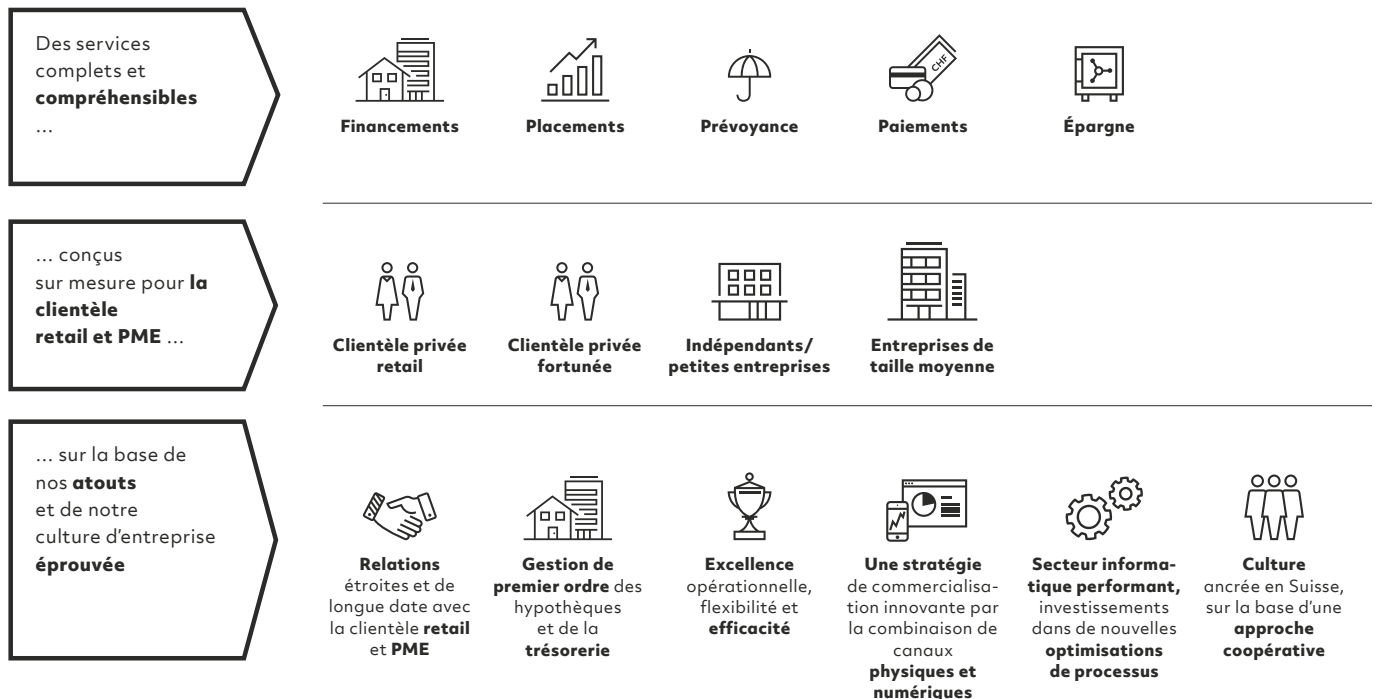 Des services
complets et
compréhensibles
…
Financements
Placements
CHF
Prévoyance
Paiements
Épargne
… conçus
sur mesure pour la
clientèle
retail et PME …
Clientèle privée
retail
Clientèle privée
fortunée
Indépendants/
petites entreprises
Entreprises de
taille moyenne
… sur la base de
nos atouts
et de notre
culture d’entreprise
éprouvée
Relations
étroites et de
longue date avec
la clientèle retail
et PME
Gestion de
premier ordre des
hypothèques
et de la
trésorerie
Excellence
opérationnelle,
flexibilité et
efficacité
Une stratégie
de commercialisa-
tion innovante par
la combinaison de
canaux
physiques et
numériques
Secteur informa-
tique performant,
investissements
dans de nouvelles
optimisations
de processus
Culture
ancrée en Suisse,
sur la base d’une
approche
coopérative